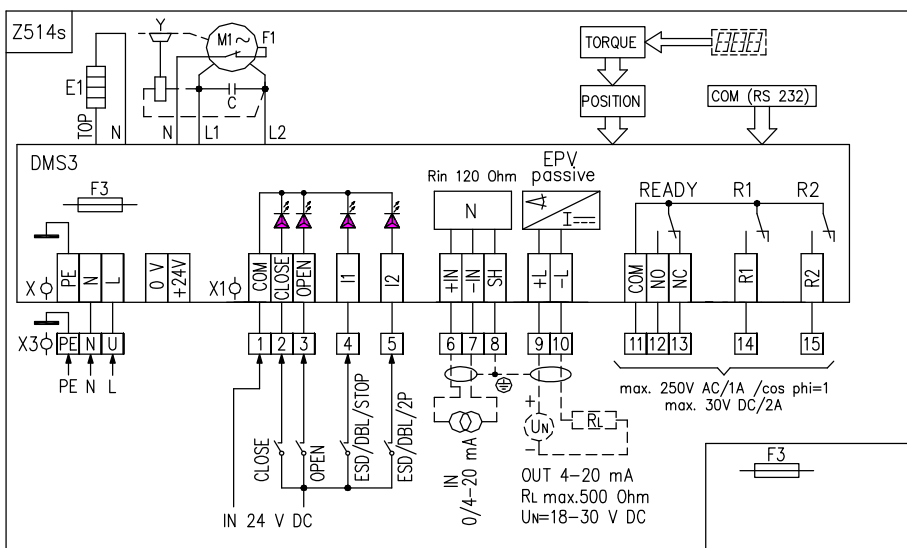 Z514s
Y
M1~
F1
E1
TOP
N
N
L1
C
L2
TORQUE
POSITION
COM (RS 232)
DMS3
F3
Rin 120 Ohm
N
EPV
passive
I
READY
R1
R2
X
PE
N
L
0 V
+24V
X1
COM
CLOSE
OPEN
I1
I2
+IN
-IN
SH
+L
-L
COM
NO
NC
R1
R2
X3
PE
N
U
1
2
3
4
5
6
7
8
9
10
11
12
13
14
15
PE N L
CLOSE
OPEN
ESD/DBL/STOP
ESD/DBL/2P
IN 24 V DC
IN
0/4-20 mA
+
UN
-
RL
OUT 4-20 mA
RL max.500 Ohm
UN=18-30 V DC
max. 250V AC/1A /cos phi=1
max. 30V DC/2A
F3